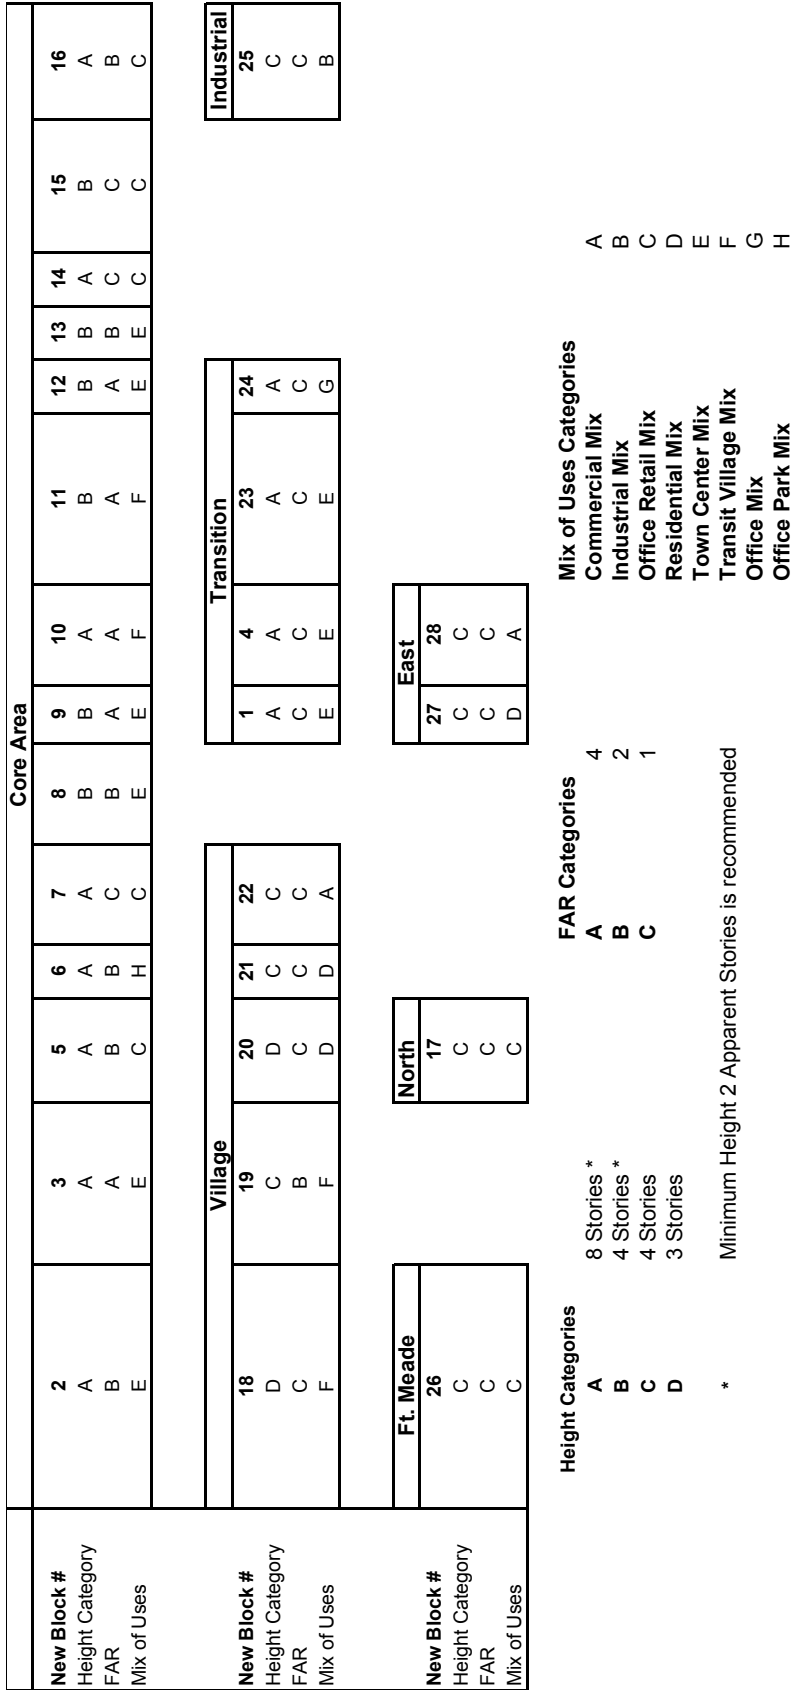 Core Area
New Block # 2 3 5 6 7 8 9 10 11 12 13 14 15 16
Height Category A A A A A B B A B B B A B A
FAR B A B B C B A A A A B C C B
Mix of Uses E E C H C E E F F E E C C C
Village Transition Industrial
New Block # 18 19 20 21 22 1 4 23 24 25
Height Category D C D C C A A A A C
FAR C B C C C C C C C C
Mix of Uses F F D D A E E E G B
Ft. Meade North East
New Block # 26 17 27 28
Height Category C C C C
FAR C C C C
Mix of Uses C C D A
Height Categories FAR Categories Mix of Uses Categories
A 8 Stories * A 4 Commercial Mix A
B 4 Stories * B 2 Industrial Mix B
C 4 Stories C 1 Office Retail Mix C
D 3 Stories Residential Mix D
Town Center Mix E
* Minimum Height 2 Apparent Stories is recommended Transit Village Mix F
Office Mix G
Office Park Mix H